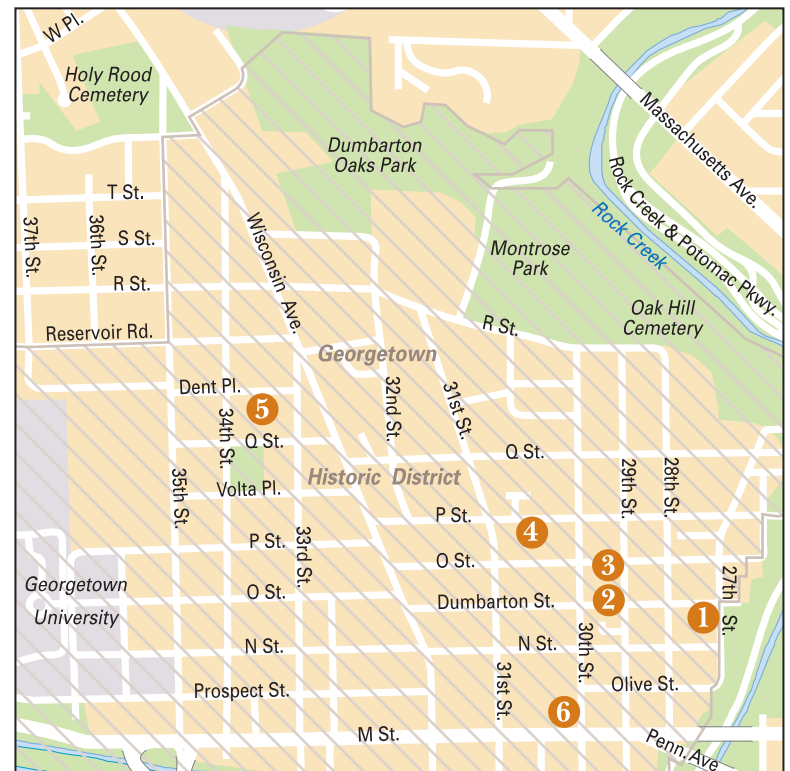 W Pl.
Holy Rood
Cemetery
Massachusetts Ave.
Dumbarton
Oaks Park
Rock Creek & Potomac Pkwy.
T St.
Rock Creek
37th St.
36th St.
S St.
Wisconsin Ave.
Montrose
Park
R St.
Oak Hill
Cemetery
Reservoir Rd.
R St.
Georgetown
Dent Pl.
32nd St.
31st St.
5
34th St.
Q St.
Q St.
Historic District
29th St.
28th St.
35th St.
Volta Pl.
P St.
4
P St.
33rd St.
O St.
3
Georgetown
University
27th St.
O St.
Dumbarton St.
2
1
N St.
N St.
30th St.
31st St.
Prospect St.
Olive St.
6
M St.
Penn. Ave